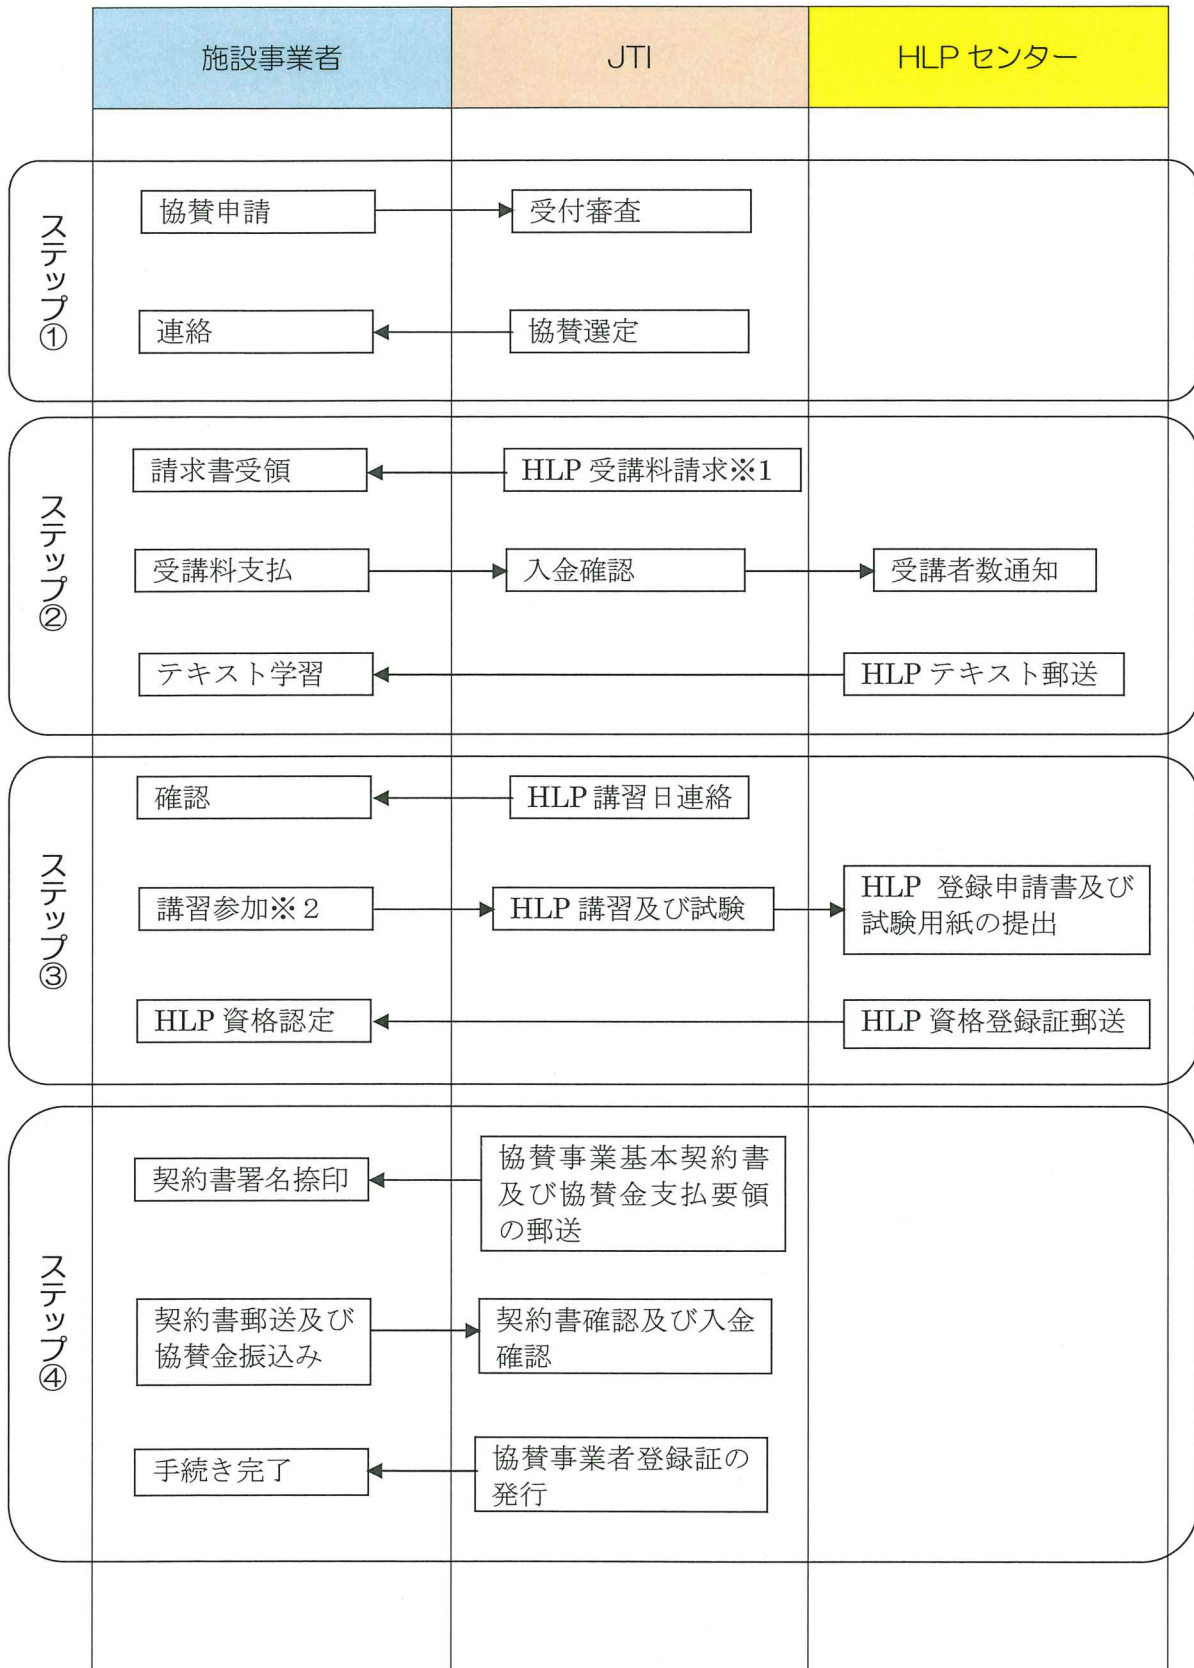 施設事業者
JTI
HLP センター
ステップ①
協賛申請
受付審査
連絡
協賛選定
ステップ②
請求書受領
HLP 受講料請求※1
受講料支払
入金確認
受講者数通知
テキスト学習
HLP テキスト郵送
ステップ③
確認
HLP 講習日連絡
講習参加※2
HLP 講習及び試験
HLP 登録申請書及び
試験用紙の提出
HLP 資格認定
HLP 資格登録証郵送
ステップ④
契約書署名捺印
協賛事業基本契約書
及び協賛金支払要領
の郵送
契約書郵送及び
協賛金振込み
契約書確認及び入金
確認
手続き完了
協賛事業者登録証の
発行